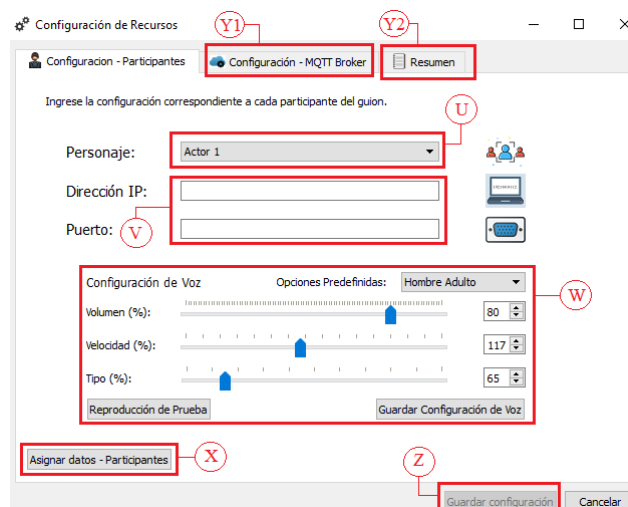 Configuración de Recursos
Y1
Y2
Configuracion - Participantes
Configuración - MQTT Broker
Resumen
Ingrese la configuración correspondiente a cada participante del guion.
U
Personaje:
Actor 1
Dirección IP:
Puerto:
V
Configuración de Voz
Opciones Predefinidas:
Hombre Adulto
W
Volumen (%):
80
Velocidad (%):
117
Tipo (%):
65
Reproducción de Prueba
Guardar Configuración de Voz
Asignar datos - Participantes
X
Z
Guardar configuración
Cancelar